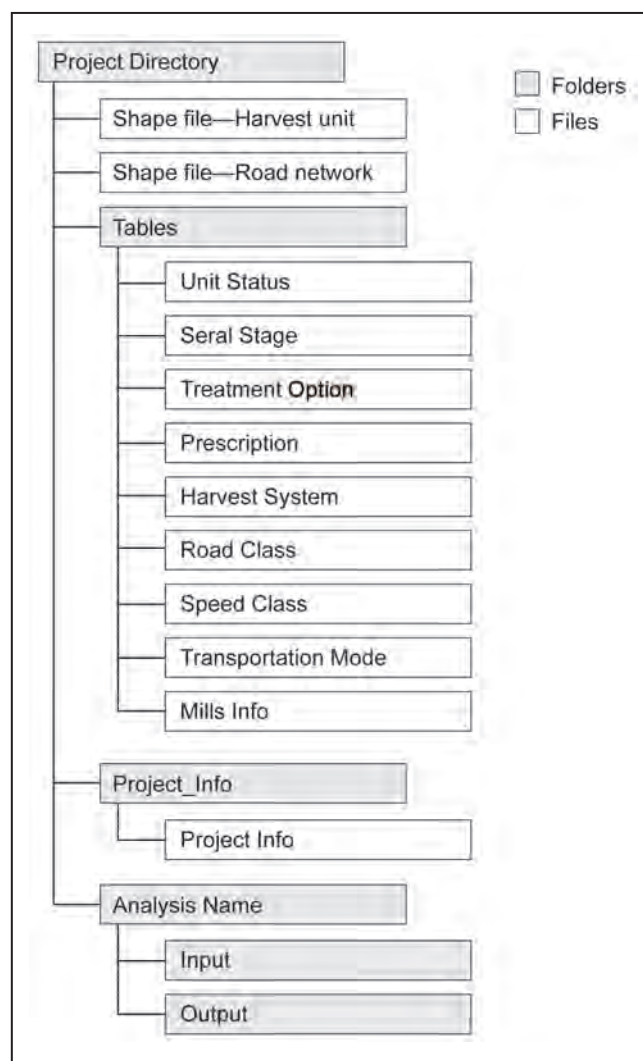 Project Directory
Folders
Files
Shape file—Harvest unit
Shape file—Road network
Tables
Unit Status
Seral Stage
Treatment Option
Prescription
Harvest System
Road Class
Speed Class
Transportation Mode
Mills Info
Project_Info
Project Info
Analysis Name
Input
Output